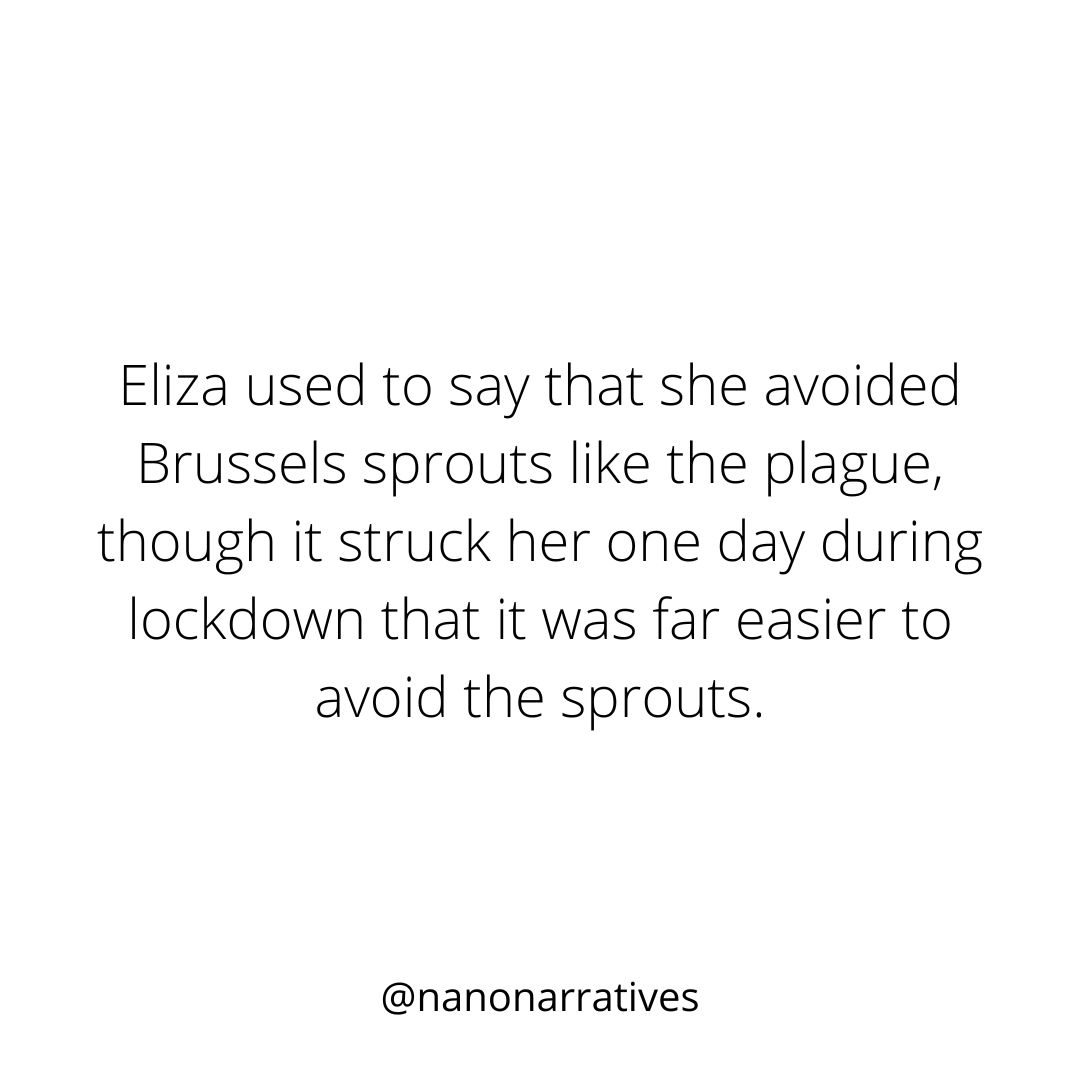 Eliza used to say that she avoided
Brussels sprouts like the plague,
though it struck her one day during
lockdown that it was far easier to
avoid the sprouts.
@nanonarratives